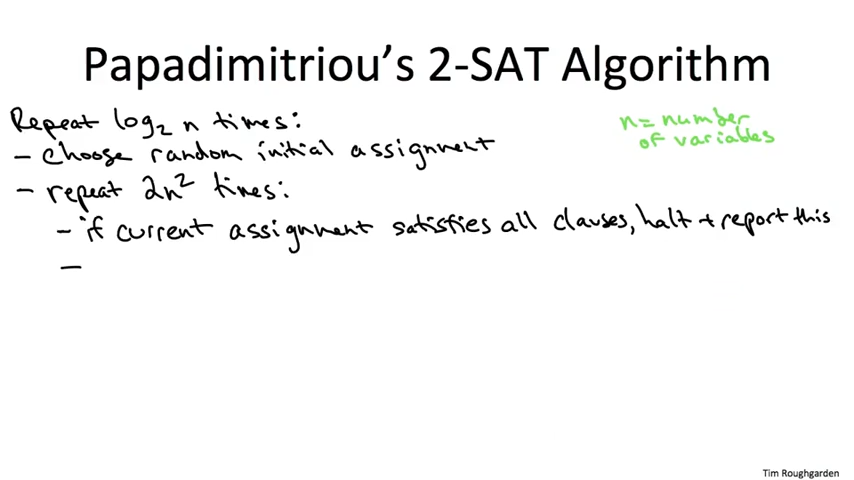 Papadimitriou's 2-SAT Algorithm
Repeat log₂ n times:
n = number
of variables
- choose random initial assignment
- repeat 2n² times:
- if current assignment satisfies all clauses, halt + report this
-
Tim Roughgarden